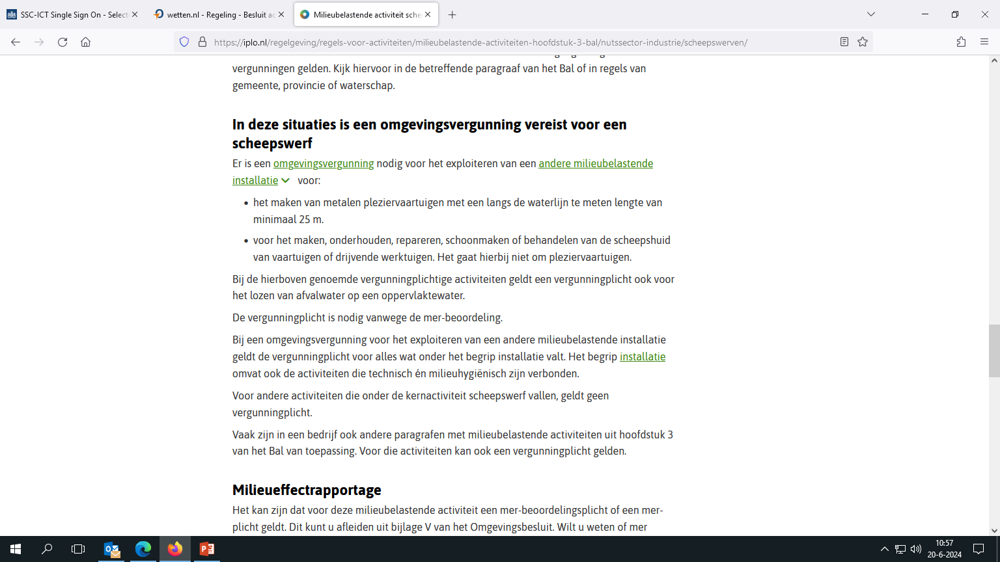 SSC-ICT Single Sign On - Selecti
wetten.nl - Regeling - Besluit ac
Milieubelastende activiteit sche
https://iplo.nl/regelgeving/regels-voor-activiteiten/milieubelastende-activiteiten-hoofdstuk-3-bal/nutssector-industrie/scheepswerven/
vergunningen gelden. Kijk hiervoor in de betreffende paragraaf van het Bal of in regels van
gemeente, provincie of waterschap.
In deze situaties is een omgevingsvergunning vereist voor een
scheepswerf
Er is een omgevingsvergunning nodig voor het exploiteren van een andere milieubelastende
installatie voor:
• het maken van metalen pleziervaartuigen met een langs de waterlijn te meten lengte van
minimaal 25 m.
• voor het maken, onderhouden, repareren, schoonmaken of behandelen van de scheepshuid
van vaartuigen of drijvende werktuigen. Het gaat hierbij niet om pleziervaartuigen.
Bij de hierboven genoemde vergunningplichtige activiteiten geldt een vergunningplicht ook voor
het lozen van afvalwater op een oppervlaktewater.
De vergunningplicht is nodig vanwege de mer-beoordeling.
Bij een omgevingsvergunning voor het exploiteren van een andere milieubelastende installatie
geldt de vergunningplicht voor alles wat onder het begrip installatie valt. Het begrip installatie
omvat ook de activiteiten die technisch én milieuhygiënisch zijn verbonden.
Voor andere activiteiten die onder de kernactiviteit scheepswerf vallen, geldt geen
vergunningplicht.
Vaak zijn in een bedrijf ook andere paragrafen met milieubelastende activiteiten uit hoofdstuk 3
van het Bal van toepassing. Voor die activiteiten kan ook een vergunningplicht gelden.
Milieueffectrapportage
Het kan zijn dat voor deze milieubelastende activiteit een mer-beoordelingsplicht of een mer-
plicht geldt. Dit kunt u afleiden uit bijlage V van het Omgevingsbesluit. Wilt u weten of mer
10:57
20-6-2024